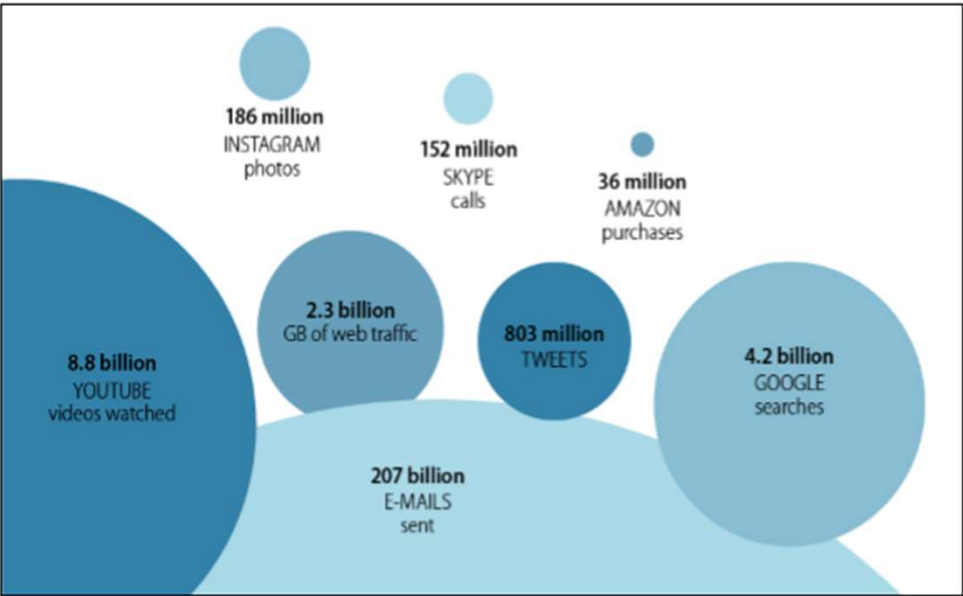 186 million
INSTAGRAM
photos
152 million
SKYPE
calls
36 million
AMAZON
purchases
8.8 billion
YOUTUBE
videos watched
2.3 billion
GB of web traffic
803 million
TWEETS
4.2 billion
GOOGLE
searches
207 billion
E-MAILS
sent